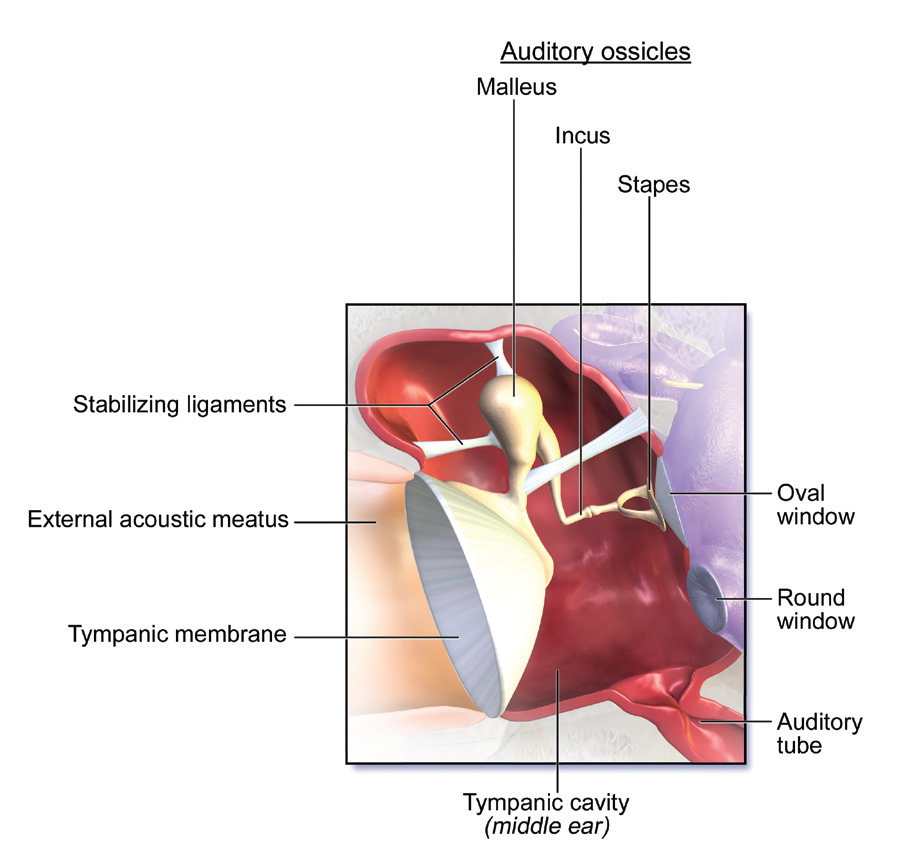 Auditory ossicles
Malleus
Incus
Stapes
Stabilizing ligaments
External acoustic meatus
Oval
window
Round
window
Tympanic membrane
Auditory
tube
Tympanic cavity
(middle ear)